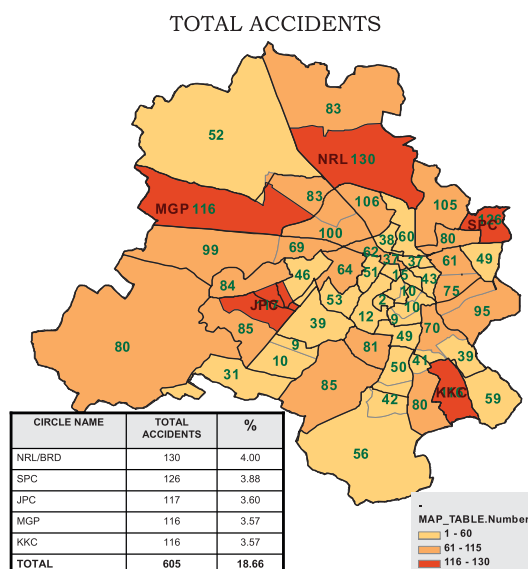 TOTAL ACCIDENTS
83
52
NRL 130
83
106
105
MGP 116
126
SPC
100
38
60
80
99
69
62
37
37
61
49
46
64
51
15
43
84
10
75
JPC
53
2
10
95
12
9
85
39
70
49
80
9
81
39
10
41
50
31
85
KKC
42
80
59
56
CIRCLE NAME TOTAL ACCIDENTS %
NRL/BRD 130 4.00
SPC 126 3.88
JPC 117 3.60
MGP 116 3.57
KKC 116 3.57
TOTAL 605 18.66
-
MAP_TABLE.Number
1 - 60
61 - 115
116 - 130